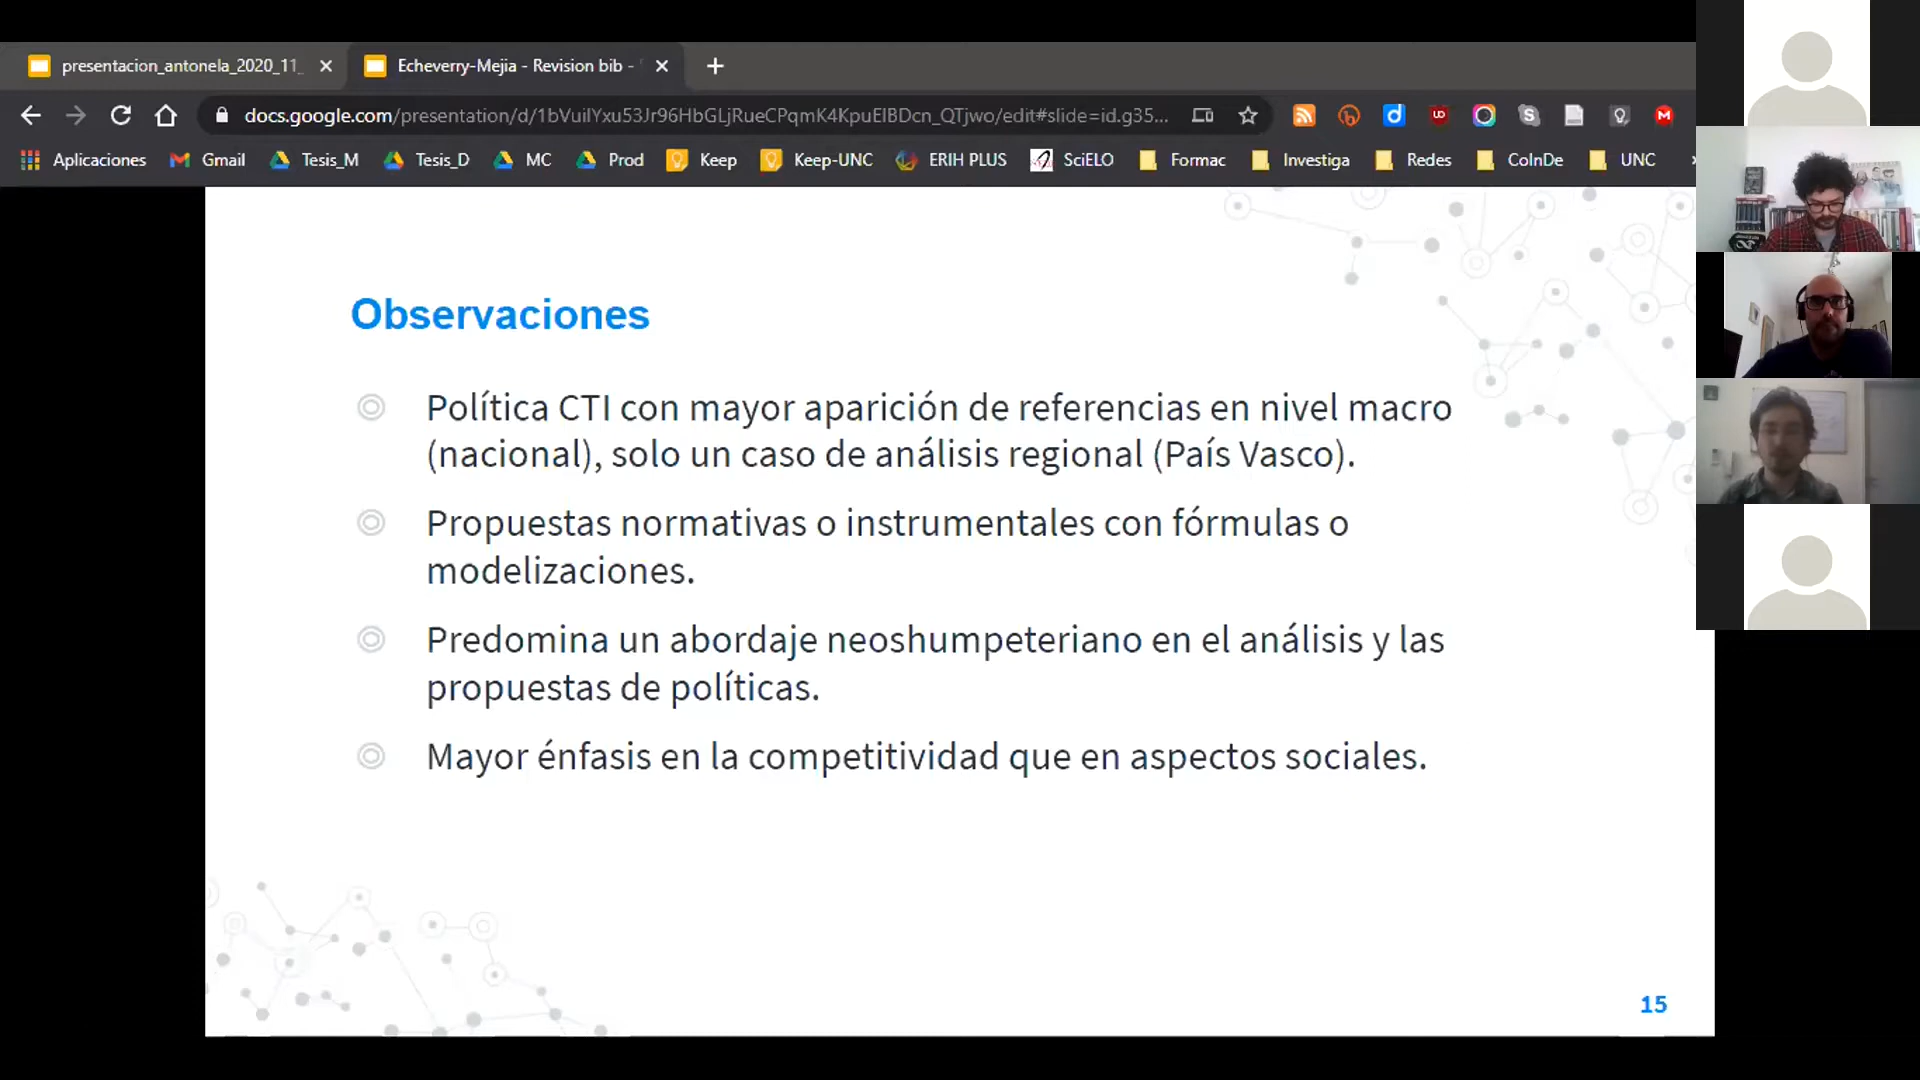 presentacion_antonela_2020_11_
Echeverry-Mejia - Revision bib -
docs.google.com/presentation/d/1bVuilYxu53Jr96HbGLjRueCPqmK4KpuElBDcn_QTjwo/edit#slide=id.g35...
Aplicaciones Gmail Tesis_M Tesis_D MC Prod Keep Keep-UNC ERIH PLUS SciELO Formac Investiga Redes CoInDe UNC
Observaciones
Política CTI con mayor aparición de referencias en nivel macro
(nacional), solo un caso de análisis regional (País Vasco).
Propuestas normativas o instrumentales con fórmulas o
modelizaciones.
Predomina un abordaje neoshumpeteriano en el análisis y las
propuestas de políticas.
Mayor énfasis en la competitividad que en aspectos sociales.
15